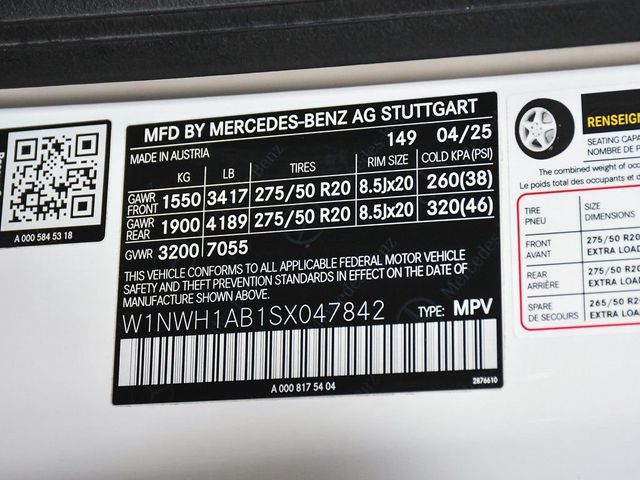 MFD BY MERCEDES-BENZ AG STUTTGART
MADE IN AUSTRIA 149 04/25
KG LB TIRES RIM SIZE COLD KPA (PSI)
GAWR FRONT 1550 3417 275/50 R20 8.5Jx20 260(38)
GAWR REAR 1900 4189 275/50 R20 8.5Jx20 320(46)
GVWR 3200 7055
THIS VEHICLE CONFORMS TO ALL APPLICABLE FEDERAL MOTOR VEHICLE
SAFETY AND THEFT PREVENTION STANDARDS IN EFFECT ON THE DATE OF
MANUFACTURE SHOWN ABOVE.
W1NWH1AB1SX047842 TYPE: MPV
A 000 817 54 04
2876610
A 000 584 53 18
RENSEIGN
SEATING CAPA
NOMBRE DE P
The combined weight of occu
Le poids total des occupants et d
TIRE SIZE
PNEU DIMENSIONS
FRONT 275/50 R20
AVANT EXTRA LOAD
REAR 275/50 R20
ARRIÈRE EXTRA LOAD
SPARE 265/50 R20
DE SECOURS EXTRA LOAD